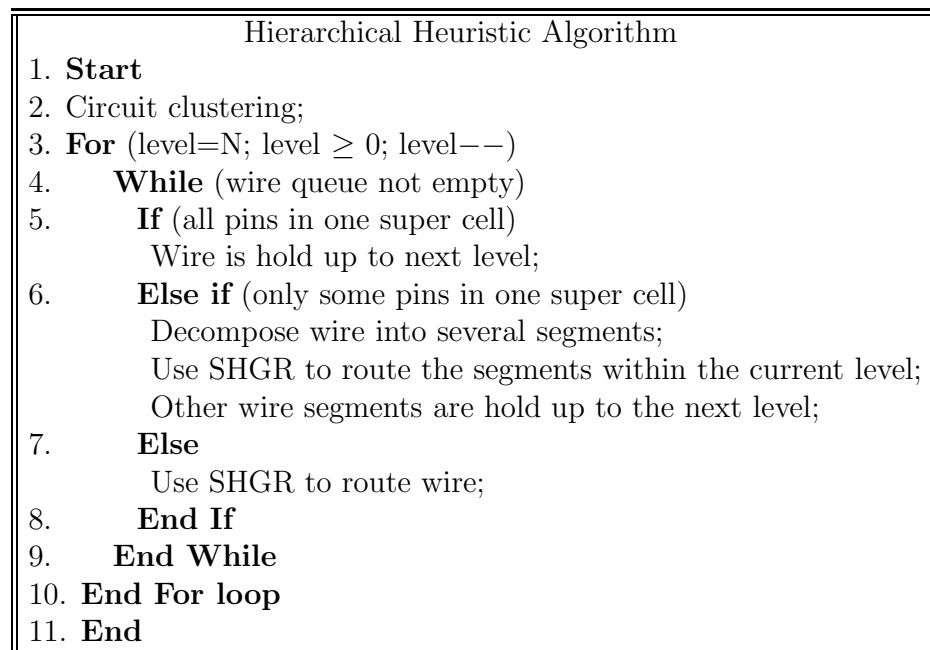 Hierarchical Heuristic Algorithm
1. Start
2. Circuit clustering;
3. For (level=N; level ≥ 0; level−−)
4. While (wire queue not empty)
5. If (all pins in one super cell)
Wire is hold up to next level;
6. Else if (only some pins in one super cell)
Decompose wire into several segments;
Use SHGR to route the segments within the current level;
Other wire segments are hold up to the next level;
7. Else
Use SHGR to route wire;
8. End If
9. End While
10. End For loop
11. End